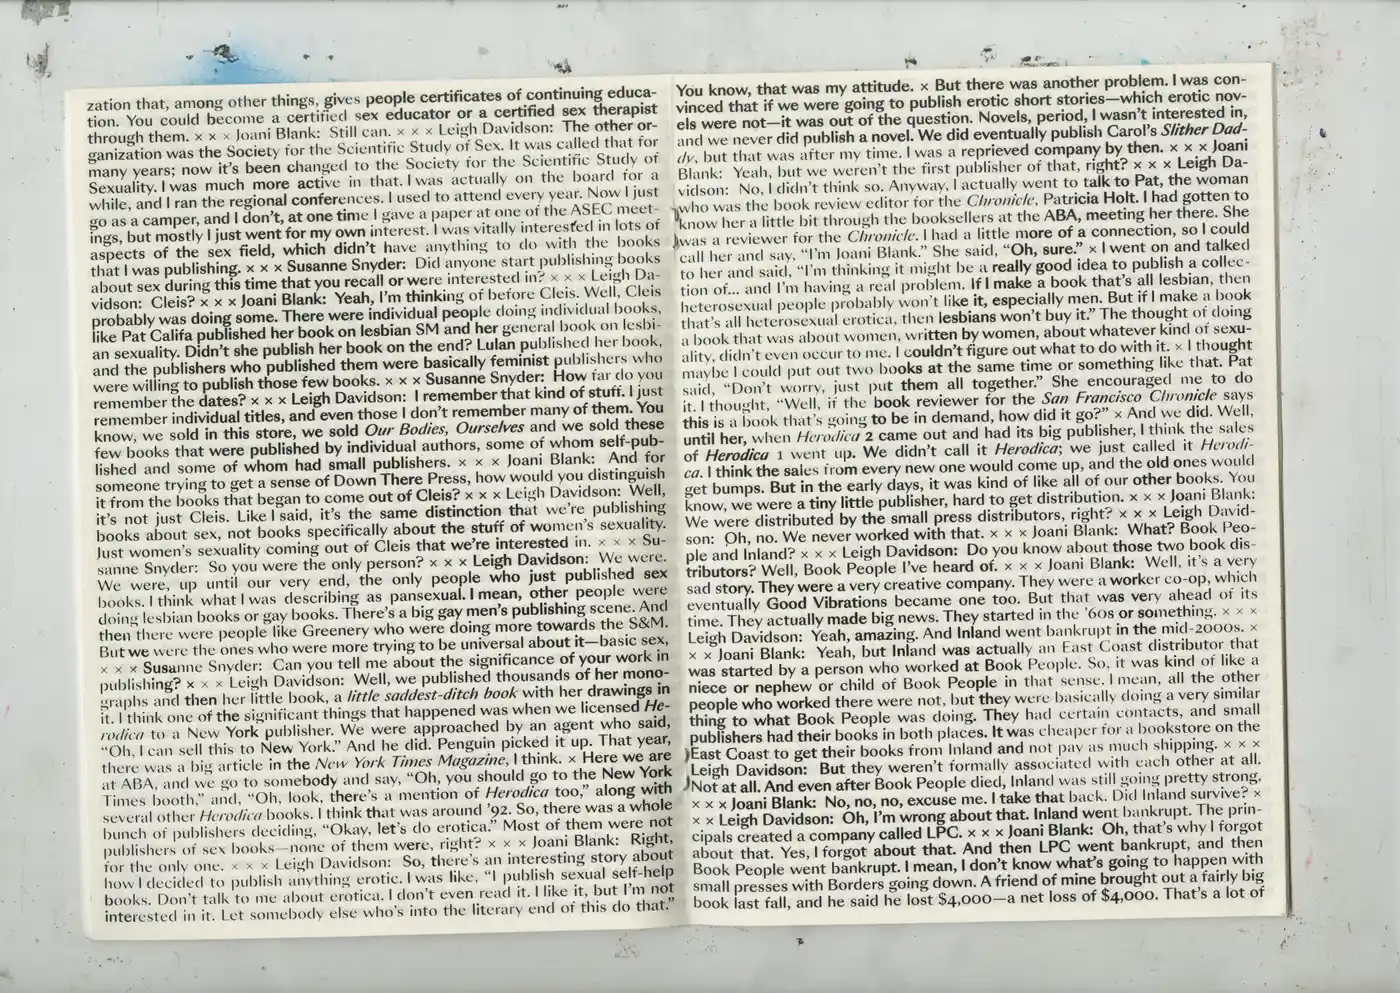 zation that, among other things, gives people certificates of continuing educa-
tion. You could become a certified sex educator or a certified sex therapist
through them. × × × Joani Blank: Still can. × × × Leigh Davidson: The other or-
ganization was the Society for the Scientific Study of Sex. It was called that for
many years; now it's been changed to the Society for the Scientific Study of
Sexuality. I was much more active in that. I was actually on the board for a
while, and I ran the regional conferences. I used to attend every year. Now I just
go as a camper, and I don't, at one time I gave a paper at one of the ASEC meet-
ings, but mostly I just went for my own interest. I was vitally interested in lots of
aspects of the sex field, which didn't have anything to do with the books
that I was publishing. × × × Susanne Snyder: Did anyone start publishing books
about sex during this time that you recall or were interested in? × × × Leigh Da-
vidson: Cleis? × × × Joani Blank: Yeah, I'm thinking of before Cleis. Well, Cleis
probably was doing some. There were individual people doing individual books,
like Pat Califa published her book on lesbian SM and her general book on lesbi-
an sexuality. Didn't she publish her book on the end? Lulan published her book,
and the publishers who published them were basically feminist publishers who
were willing to publish those few books. × × × Susanne Snyder: How far do you
remember the dates? × × × Leigh Davidson: I remember that kind of stuff. I just
remember individual titles, and even those I don't remember many of them. You
know, we sold in this store, we sold Our Bodies, Ourselves and we sold these
few books that were published by individual authors, some of whom self-pub-
lished and some of whom had small publishers. × × × Joani Blank: And for
someone trying to get a sense of Down There Press, how would you distinguish
it from the books that began to come out of Cleis? × × × Leigh Davidson: Well,
it's not just Cleis. Like I said, it's the same distinction that we're publishing
books about sex, not books specifically about the stuff of women's sexuality.
Just women's sexuality coming out of Cleis that we're interested in. × × × Su-
sanne Snyder: So you were the only person? × × × Leigh Davidson: We were.
We were, up until our very end, the only people who just published sex
books. I think what I was describing as pansexual. I mean, other people were
doing lesbian books or gay books. There's a big gay men's publishing scene. And
then there were people like Greenery who were doing more towards the S&M.
But we were the ones who were more trying to be universal about it—basic sex,
× × × Susanne Snyder: Can you tell me about the significance of your work in
publishing? × × × Leigh Davidson: Well, we published thousands of her mono-
graphs and then her little book, a little saddest-ditch book with her drawings in
it. I think one of the significant things that happened was when we licensed He-
rodica to a New York publisher. We were approached by an agent who said,
"Oh, I can sell this to New York." And he did. Penguin picked it up. That year,
there was a big article in the New York Times Magazine, I think. × Here we are
at ABA, and we go to somebody and say, "Oh, you should go to the New York
Times booth," and, "Oh, look, there's a mention of Herodica too," along with
several other Herodica books. I think that was around '92. So, there was a whole
bunch of publishers deciding, "Okay, let's do erotica." Most of them were not
publishers of sex books—none of them were, right? × × × Joani Blank: Right,
for the only one. × × × Leigh Davidson: So, there's an interesting story about
how I decided to publish anything erotic. I was like, "I publish sexual self-help
books. Don't talk to me about erotica. I don't even read it. I like it, but I'm not
interested in it. Let somebody else who's into the literary end of this do that."
You know, that was my attitude. × But there was another problem. I was con-
vinced that if we were going to publish erotic short stories—which erotic nov-
els were not—it was out of the question. Novels, period, I wasn't interested in,
and we never did publish a novel. We did eventually publish Carol's Slither Dad-
dy, but that was after my time. I was a reprieved company by then. × × × Joani
Blank: Yeah, but we weren't the first publisher of that, right? × × × Leigh Da-
vidson: No, I didn't think so. Anyway, I actually went to talk to Pat, the woman
who was the book review editor for the Chronicle, Patricia Holt. I had gotten to
know her a little bit through the booksellers at the ABA, meeting her there. She
was a reviewer for the Chronicle. I had a little more of a connection, so I could
call her and say, "I'm Joani Blank." She said, "Oh, sure." × I went on and talked
to her and said, "I'm thinking it might be a really good idea to publish a collec-
tion of... and I'm having a real problem. If I make a book that's all lesbian, then
heterosexual people probably won't like it, especially men. But if I make a book
that's all heterosexual erotica, then lesbians won't buy it." The thought of doing
a book that was about women, written by women, about whatever kind of sexu-
ality, didn't even occur to me. I couldn't figure out what to do with it. × I thought
maybe I could put out two books at the same time or something like that. Pat
said, "Don't worry, just put them all together." She encouraged me to do
it. I thought, "Well, if the book reviewer for the San Francisco Chronicle says
this is a book that's going to be in demand, how did it go?" × And we did. Well,
until her, when Herodica 2 came out and had its big publisher, I think the sales
of Herodica 1 went up. We didn't call it Herodica; we just called it Herodi-
ca. I think the sales from every new one would come up, and the old ones would
get bumps. But in the early days, it was kind of like all of our other books. You
know, we were a tiny little publisher, hard to get distribution. × × × Joani Blank:
We were distributed by the small press distributors, right? × × × Leigh David-
son: Oh, no. We never worked with that. × × × Joani Blank: What? Book Peo-
ple and Inland? × × × Leigh Davidson: Do you know about those two book dis-
tributors? Well, Book People I've heard of. × × × Joani Blank: Well, it's a very
sad story. They were a very creative company. They were a worker co-op, which
eventually Good Vibrations became one too. But that was very ahead of its
time. They actually made big news. They started in the '60s or something. × × ×
Leigh Davidson: Yeah, amazing. And Inland went bankrupt in the mid-2000s. ×
× × Joani Blank: Yeah, but Inland was actually an East Coast distributor that
was started by a person who worked at Book People. So, it was kind of like a
niece or nephew or child of Book People in that sense. I mean, all the other
people who worked there were not, but they were basically doing a very similar
thing to what Book People was doing. They had certain contacts, and small
publishers had their books in both places. It was cheaper for a bookstore on the
East Coast to get their books from Inland and not pay as much shipping. × × ×
Leigh Davidson: But they weren't formally associated with each other at all.
Not at all. And even after Book People died, Inland was still going pretty strong.
× × × Joani Blank: No, no, no, excuse me. I take that back. Did Inland survive? ×
× × Leigh Davidson: Oh, I'm wrong about that. Inland went bankrupt. The prin-
cipals created a company called LPC. × × × Joani Blank: Oh, that's why I forgot
about that. Yes, I forgot about that. And then LPC went bankrupt, and then
Book People went bankrupt. I mean, I don't know what's going to happen with
small presses with Borders going down. A friend of mine brought out a fairly big
book last fall, and he said he lost $4,000—a net loss of $4,000. That's a lot of